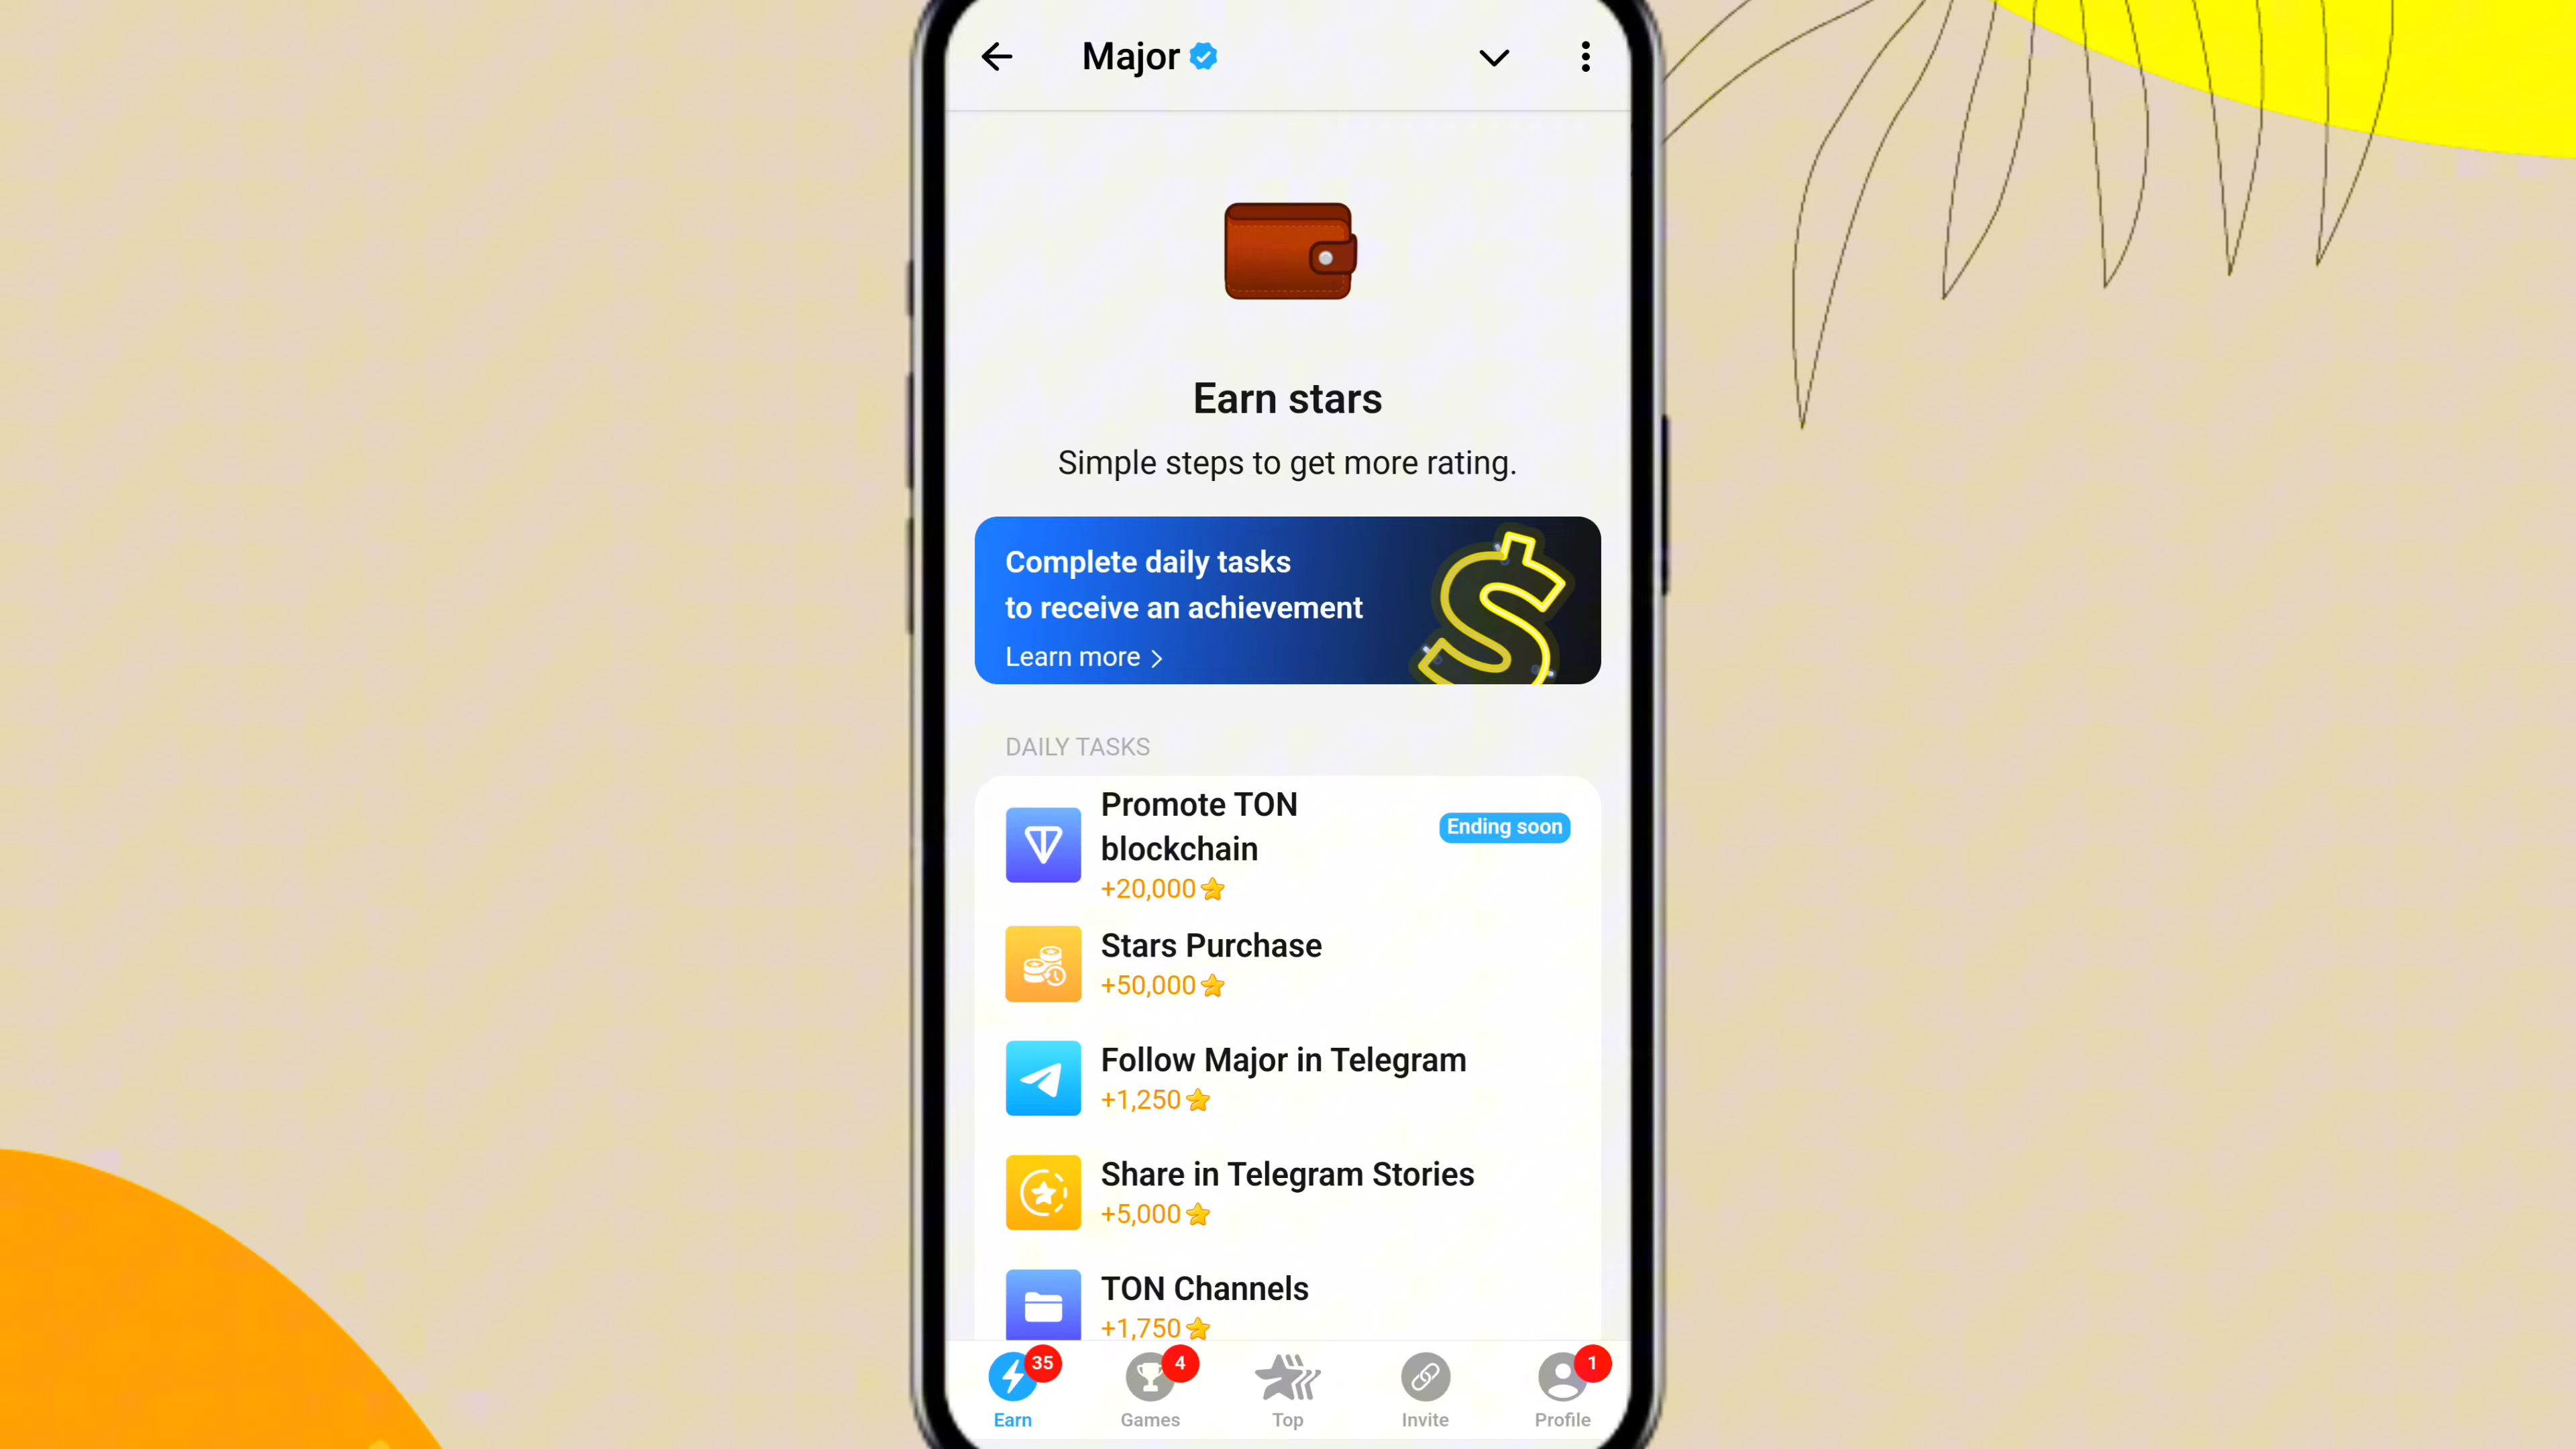 Major
Earn stars
Simple steps to get more rating.
Complete daily tasks
to receive an achievement
Learn more
DAILY TASKS
Promote TON
blockchain
Ending soon
+20,000
Stars Purchase
+50,000
Follow Major in Telegram
+1,250
Share in Telegram Stories
+5,000
TON Channels
+1,750
35
4
1
Earn
Games
Top
Invite
Profile